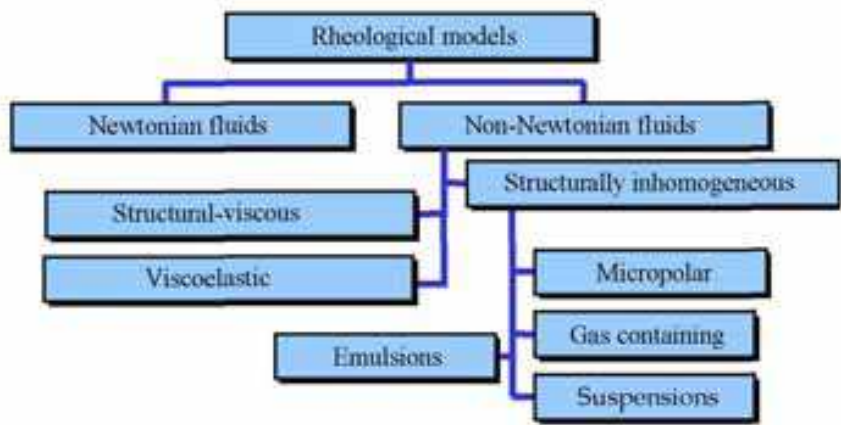 Rheological models
Newtonian fluids
Non-Newtonian fluids
Structurally inhomogeneous
Structural-viscous
Viscoelastic
Micropolar
Gas containing
Emulsions
Suspensions